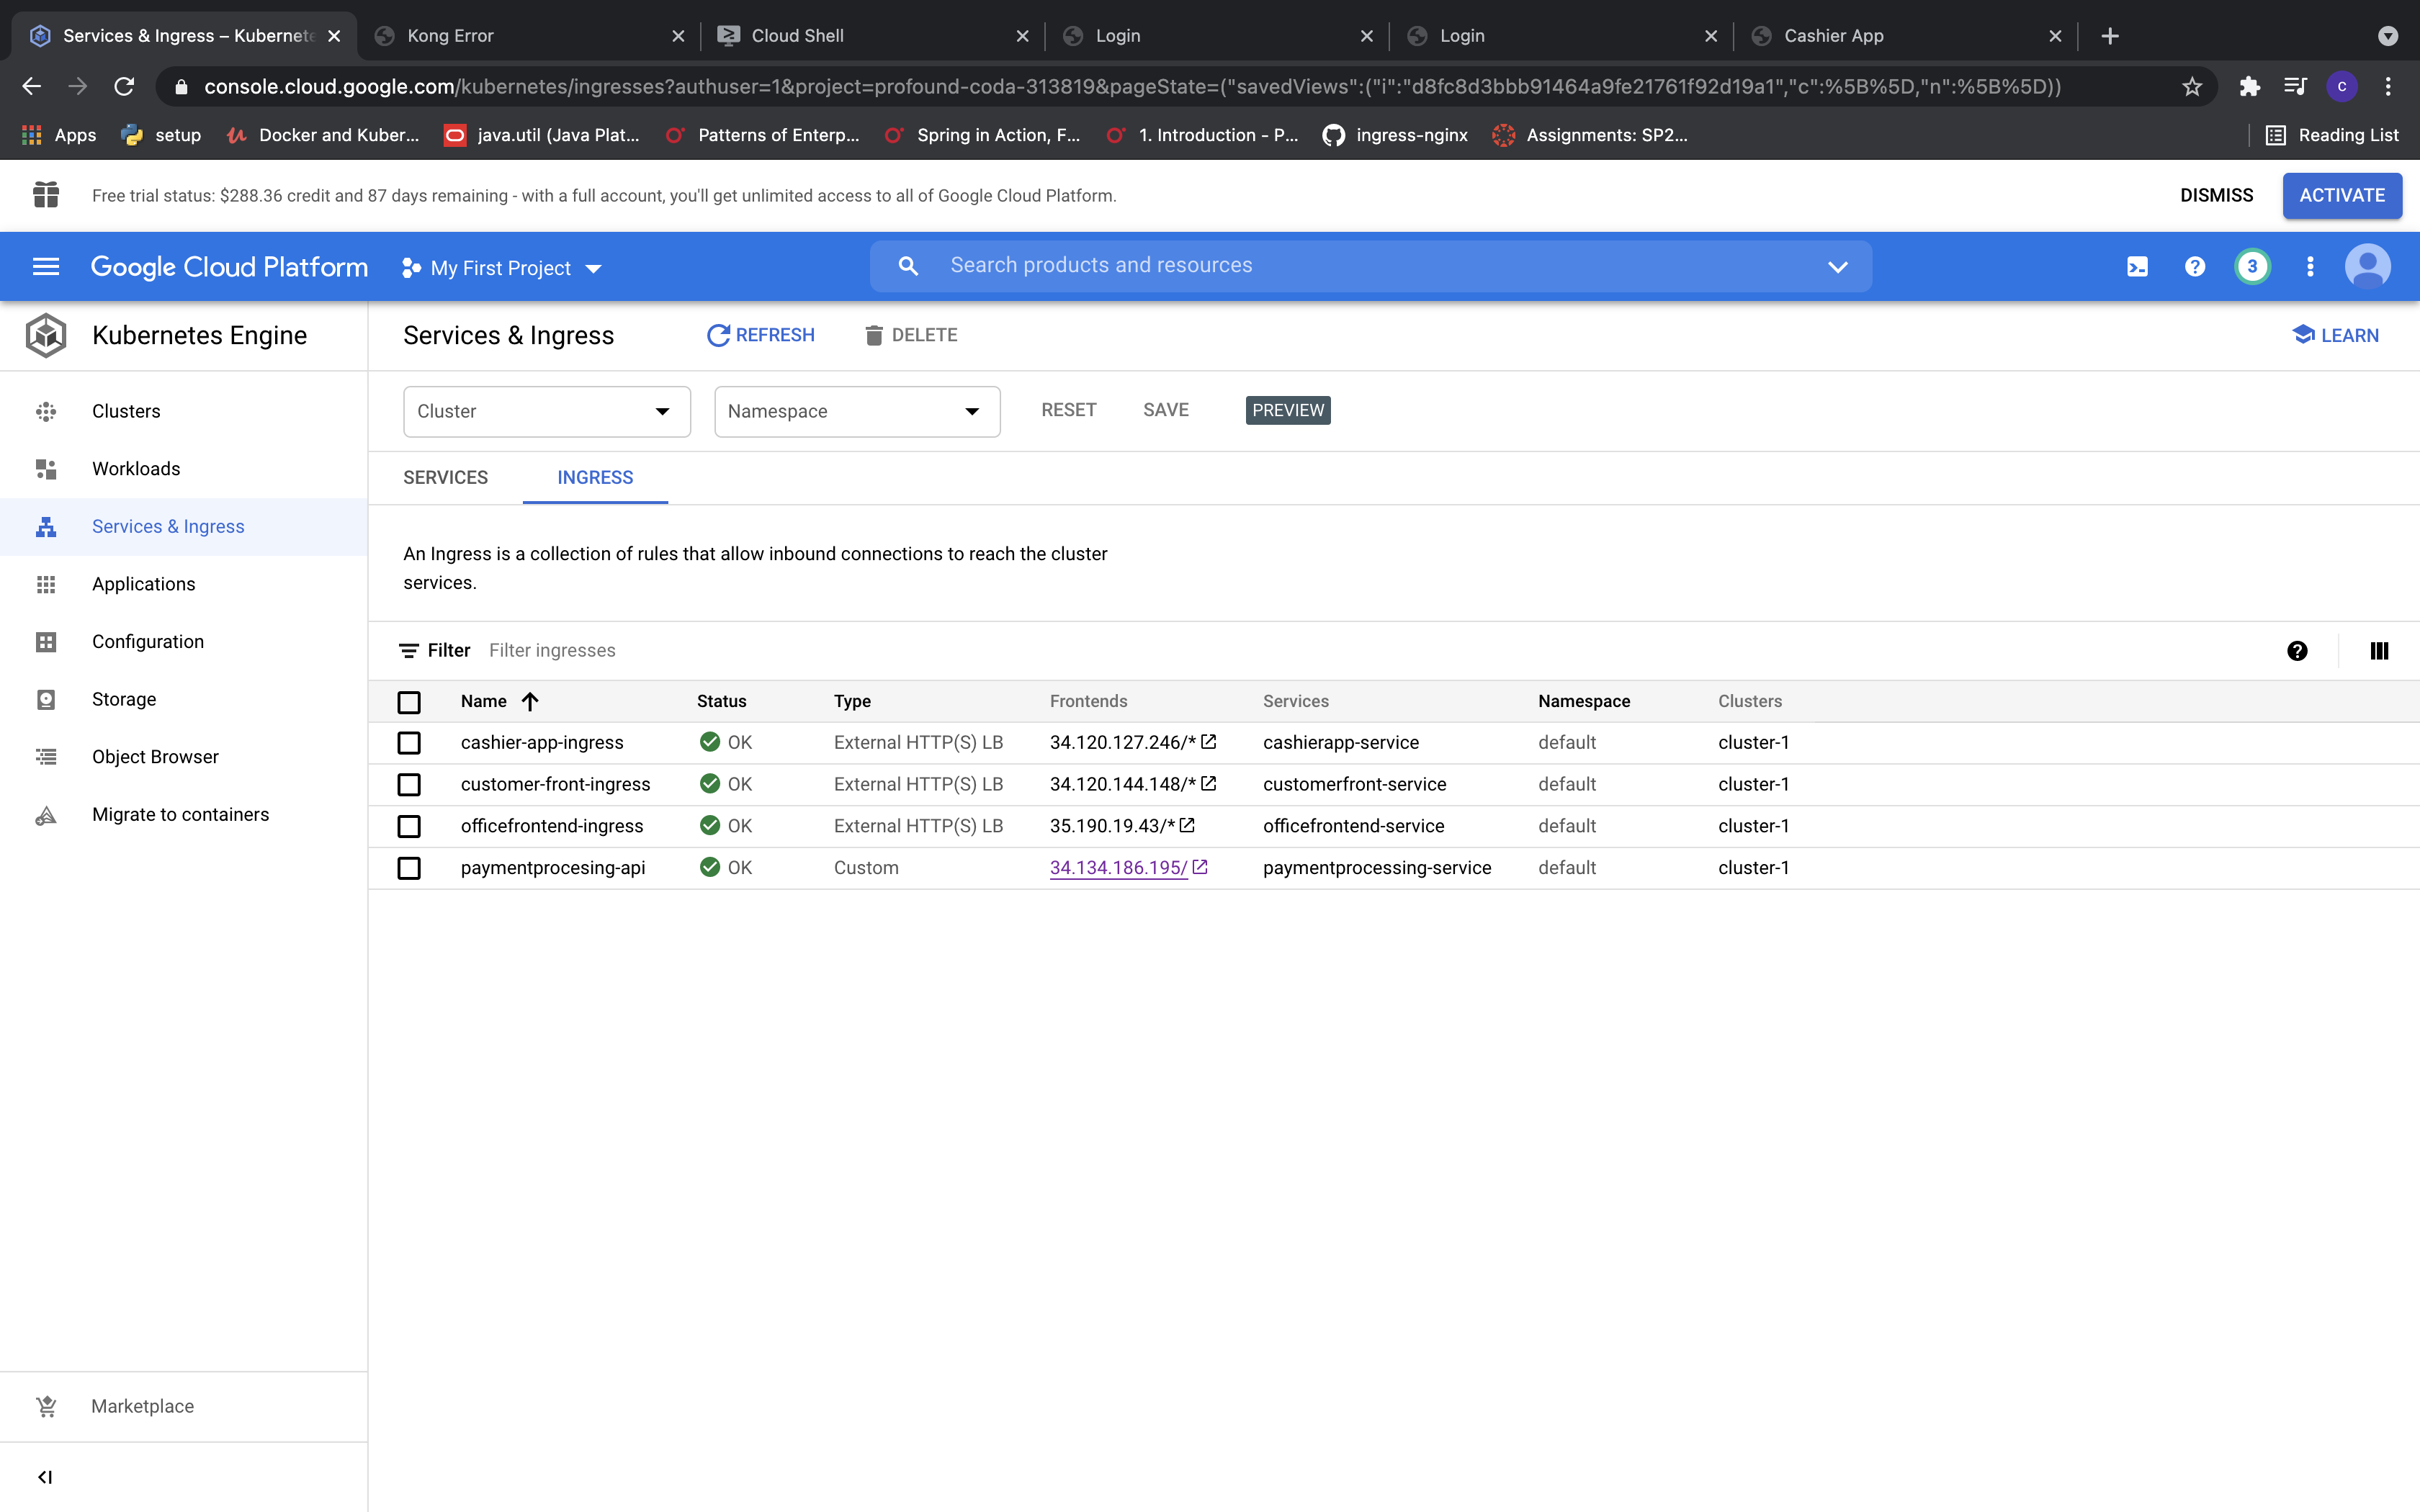 Services & Ingress – Kubernete
Kong Error
Cloud Shell
Login
Login
Cashier App
console.cloud.google.com/kubernetes/ingresses?authuser=1&project=profound-coda-313819&pageState=("savedViews":("i":"d8fc8d3bbb91464a9fe21761f92d19a1","c":%5B%5D,"n":%5B%5D))
C
Apps
setup
Docker and Kuber...
java.util (Java Plat...
Patterns of Enterp...
Spring in Action, F...
1. Introduction - P...
ingress-nginx
Assignments: SP2...
Reading List
Free trial status: $288.36 credit and 87 days remaining - with a full account, you'll get unlimited access to all of Google Cloud Platform.
DISMISS
ACTIVATE
Google Cloud Platform
My First Project
Search products and resources
3
Kubernetes Engine
Services & Ingress
REFRESH
DELETE
LEARN
Clusters
Workloads
Services & Ingress
Applications
Configuration
Storage
Object Browser
Migrate to containers
Marketplace
Cluster
Namespace
RESET
SAVE
PREVIEW
SERVICES
INGRESS
An Ingress is a collection of rules that allow inbound connections to reach the cluster
services.
Filter Filter ingresses
Name Status Type Frontends Services Namespace Clusters
cashier-app-ingress OK External HTTP(S) LB 34.120.127.246/* cashierapp-service default cluster-1
customer-front-ingress OK External HTTP(S) LB 34.120.144.148/* customerfront-service default cluster-1
officefrontend-ingress OK External HTTP(S) LB 35.190.19.43/* officefrontend-service default cluster-1
paymentprocesing-api OK Custom 34.134.186.195/ paymentprocessing-service default cluster-1